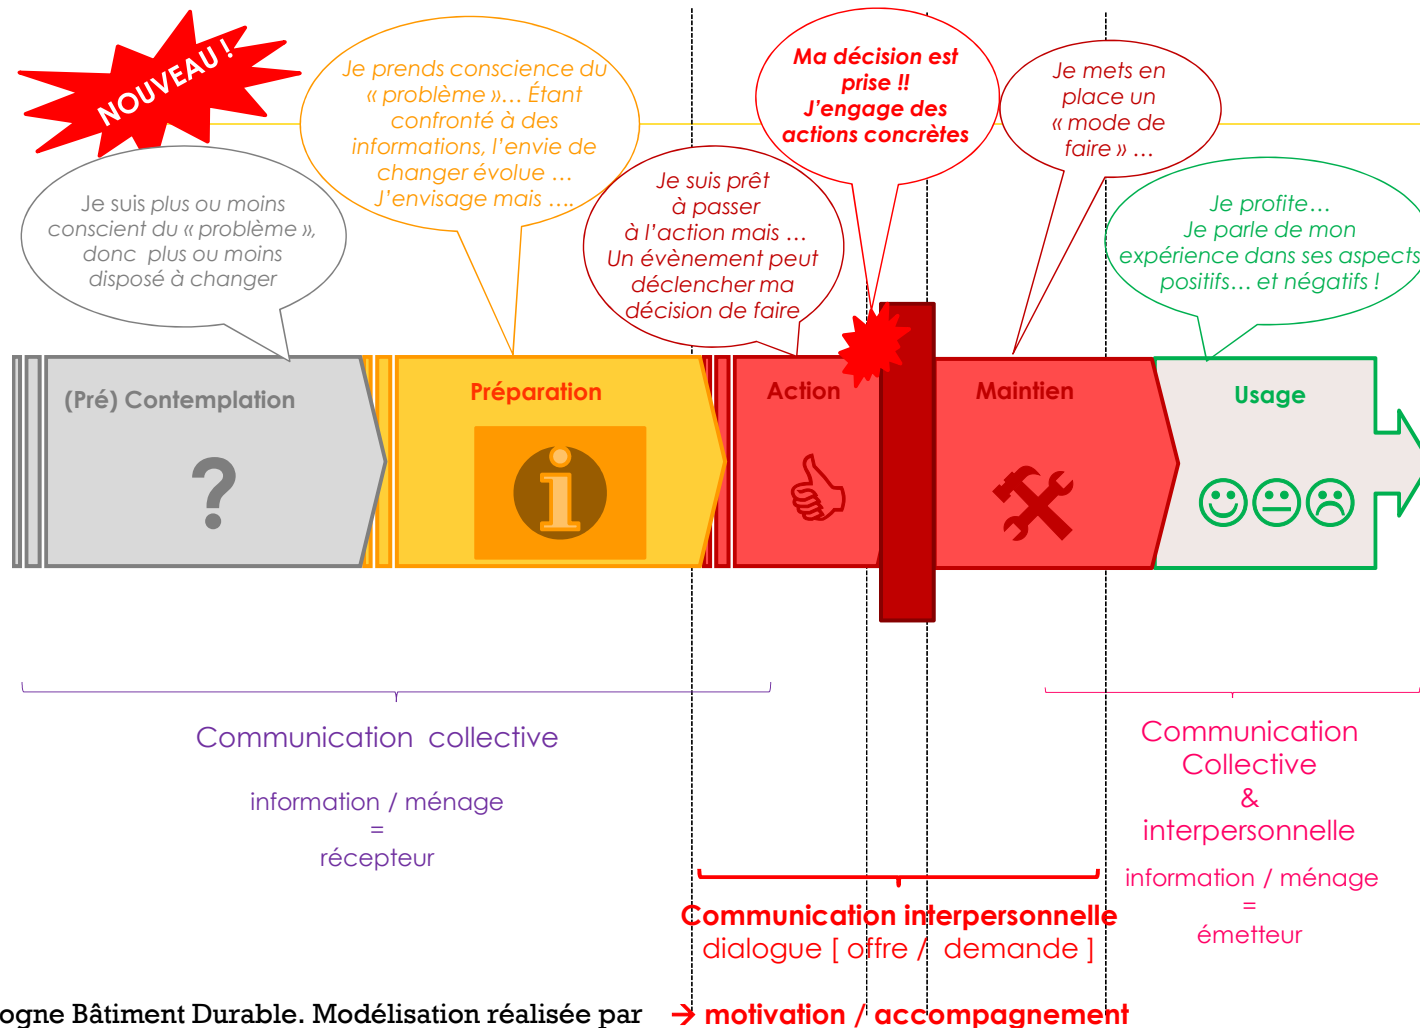 NOUVEAU !
Je suis plus ou moins
conscient du « problème »,
donc plus ou moins
disposé à changer
Je prends conscience du
« problème »… Étant
confronté à des
informations, l’envie de
changer évolue …
J’envisage mais ….
Je suis prêt
à passer
à l’action mais …
Un évènement peut
déclencher ma
décision de faire
Ma décision est
prise !!
J’engage des
actions concrètes
Je mets en
place un
« mode de
faire » …
Je profite…
Je parle de mon
expérience dans ses aspects
positifs… et négatifs !
(Pré) Contemplation
?
Préparation
i
Action
Maintien
Usage
Communication collective
information / ménage
=
récepteur
Communication interpersonnelle
dialogue [ offre / demande ]
→ motivation / accompagnement
Communication
Collective
&
interpersonnelle
information / ménage
=
émetteur
ogne Bâtiment Durable. Modélisation réalisée par